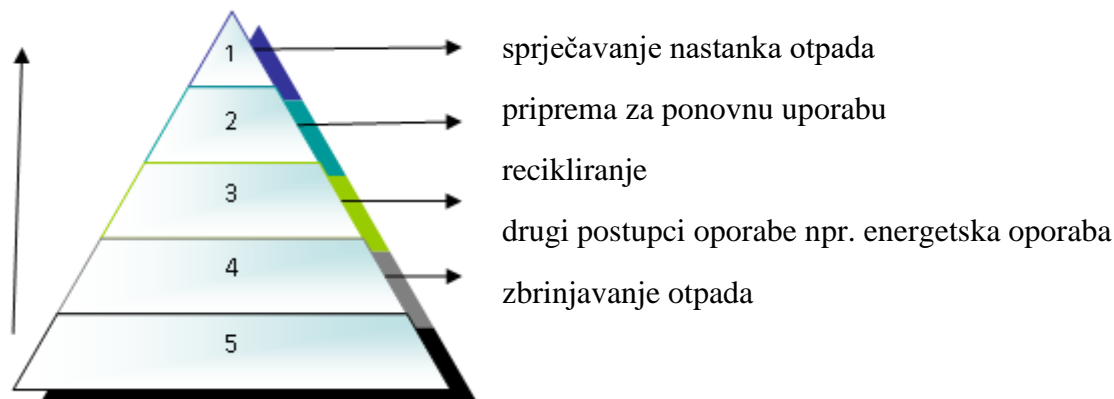 1
sprječavanje nastanka otpada
2
priprema za ponovnu uporabu
recikliranje
3
drugi postupci oporabe npr. energetska oporaba
4
zbrinjavanje otpada
5